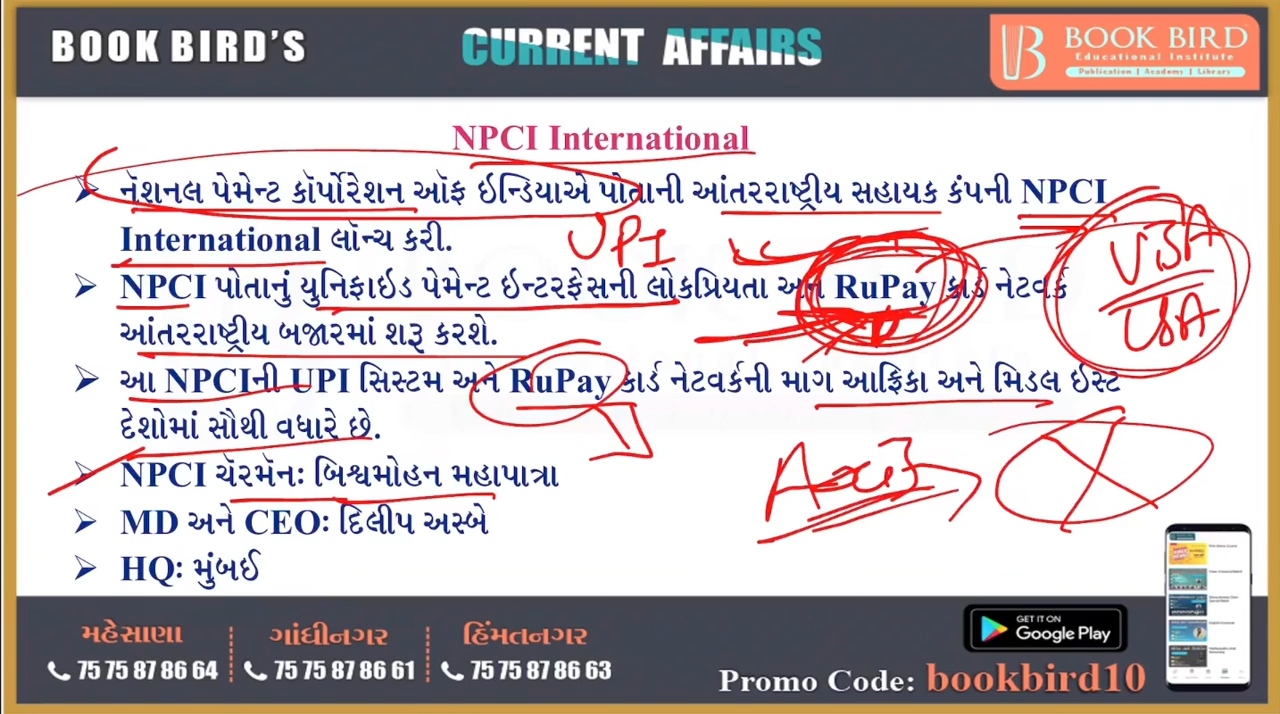 BOOK BIRD'S
CURRENT AFFAIRS
BOOK BIRD
Educational Institute
Publication | Academy | Library
NPCI International
➢ નૅશનલ પેમેન્ટ કૉર્પોરેશન ઑફ ઇન્ડિયાએ પોતાની આંતરરાષ્ટ્રીય સહાયક કંપની NPCI
International લૉન્ચ કરી.
UPI
VISA
USA
➢ NPCI પોતાનું યુનિફાઇડ પેમેન્ટ ઇન્ટરફેસની લોકપ્રિયતા અને RuPay કાર્ડ નેટવર્ક
આંતરરાષ્ટ્રીય બજારમાં શરૂ કરશે.
➢ આ NPCIની UPI સિસ્ટમ અને RuPay કાર્ડ નેટવર્કની માગ આફ્રિકા અને મિડલ ઇસ્ટ
દેશોમાં સૌથી વધારે છે.
➢ NPCI ચૅરમૅનઃ બિશ્વમોહન મહાપાત્રા
➢ MD અને CEOઃ દિલીપ અસ્બે
➢ HQઃ મુંબઈ
મહેસાણા
75 75 87 86 64
ગાંધીનગર
75 75 87 86 61
હિંમતનગર
75 75 87 86 63
GET IT ON
Google Play
Promo Code: bookbird10